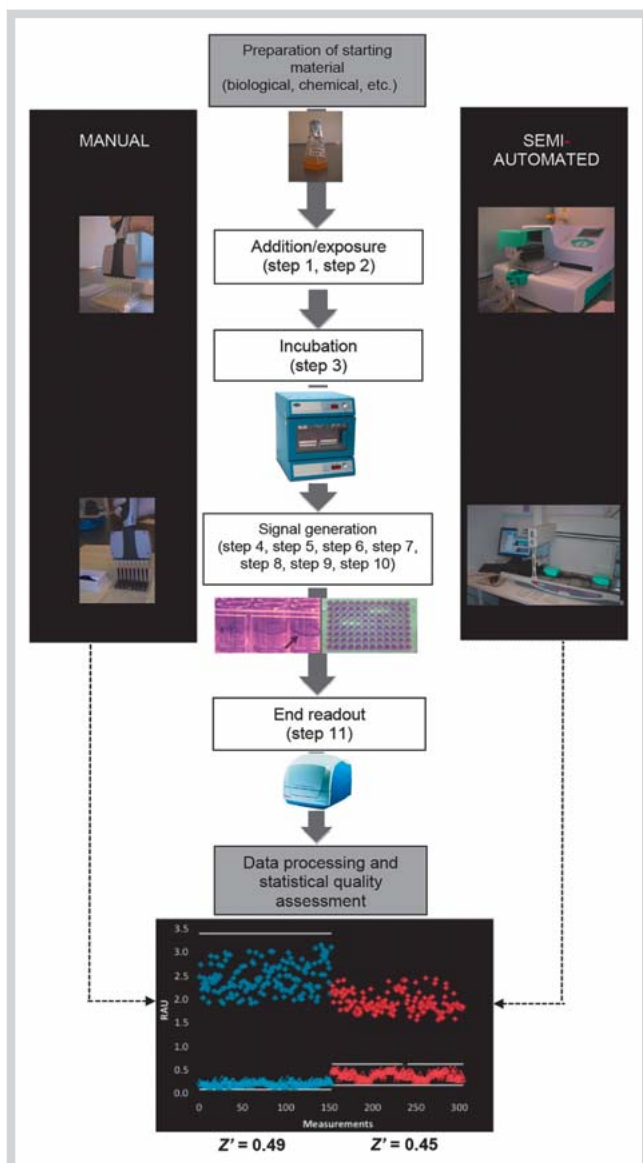 Preparation of starting
material
(biological, chemical, etc.)
MANUAL
SEMI-
AUTOMATED
Addition/exposure
(step 1, step 2)
Incubation
(step 3)
Signal generation
(step 4, step 5, step 6, step 7,
step 8, step 9, step 10)
End readout
(step 11)
Data processing and
statistical quality
assessment
3.5
3.0
2.5
2.0
1.5
1.0
0.5
0.0
RAU
0 50 100 150 200 250 300
Measurements
Z' = 0.49 Z' = 0.45